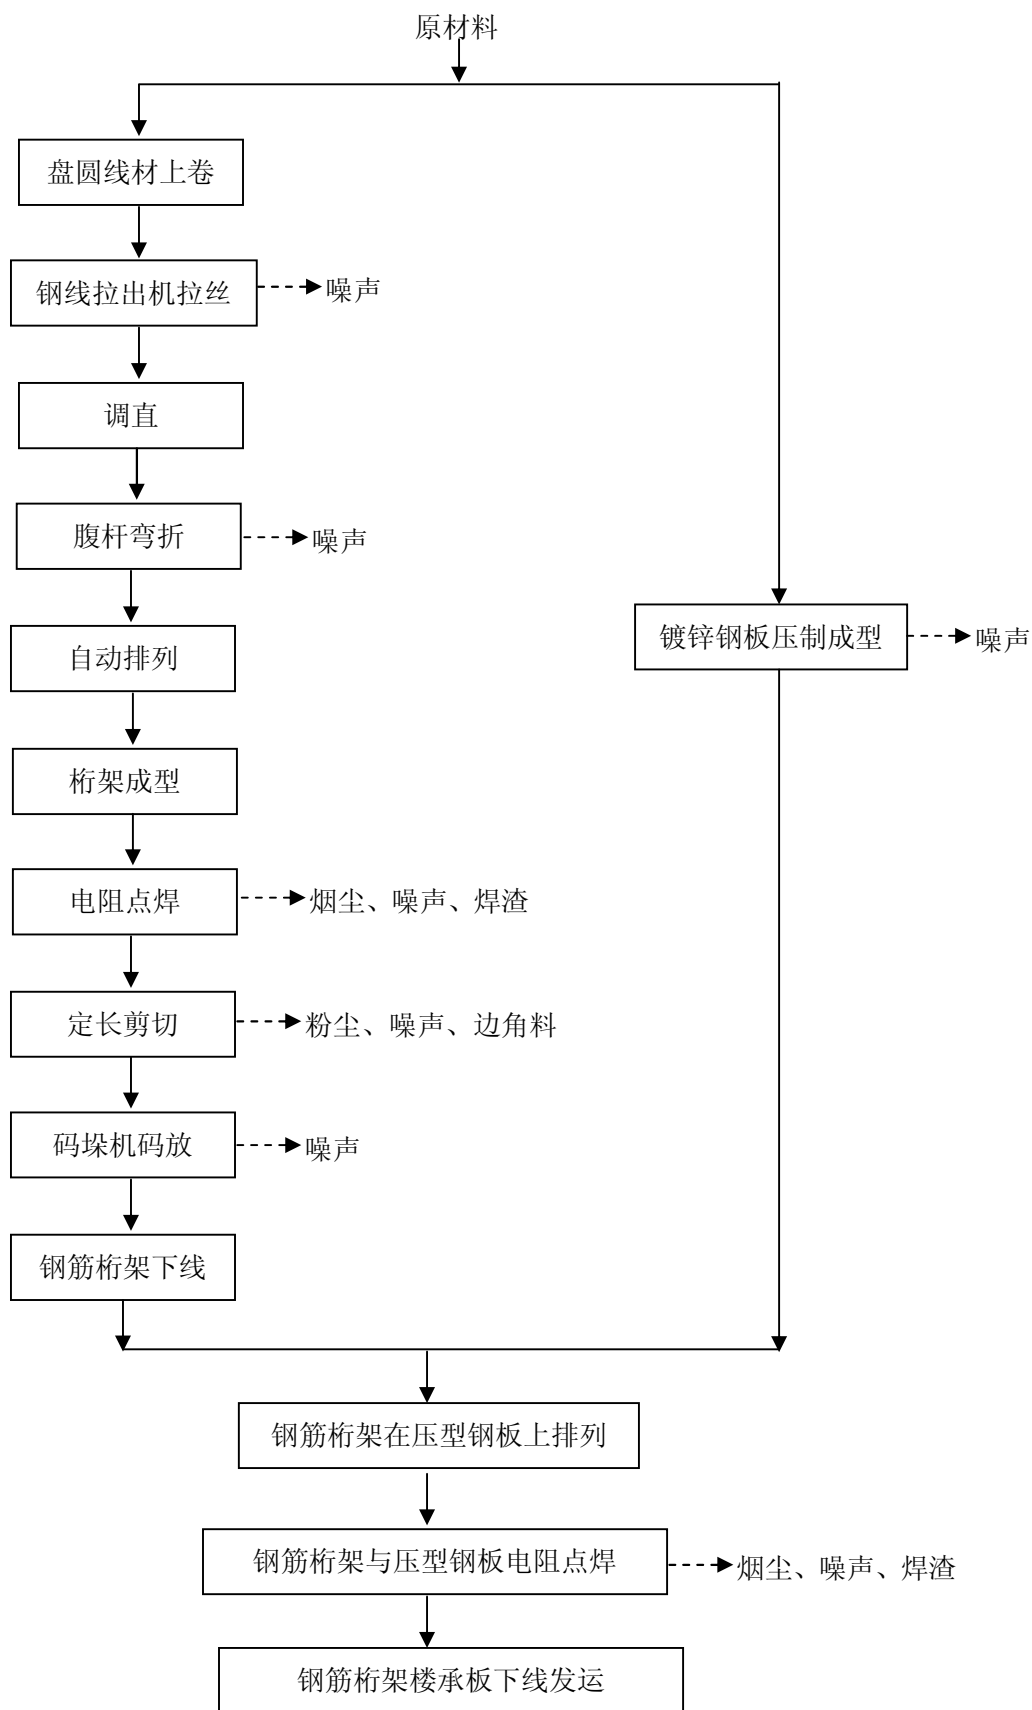 原材料
盘圆线材上卷
钢线拉出机拉丝
噪声
调直
腹杆弯折
噪声
自动排列
镀锌钢板压制成型
噪声
桁架成型
电阻点焊
烟尘、噪声、焊渣
定长剪切
粉尘、噪声、边角料
码垛机码放
噪声
钢筋桁架下线
钢筋桁架在压型钢板上排列
钢筋桁架与压型钢板电阻点焊
烟尘、噪声、焊渣
钢筋桁架楼承板下线发运